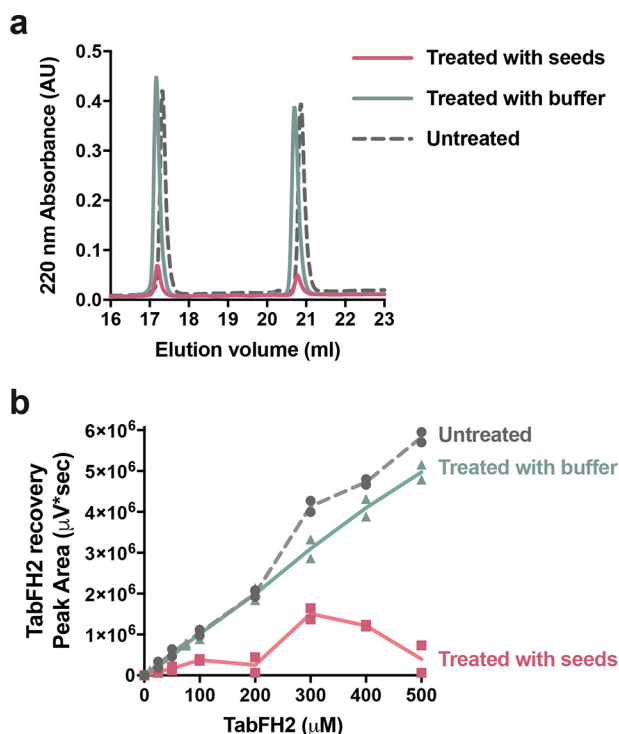 a
220 nm Absorbance (AU)
0.5
0.4
0.3
0.2
0.1
0.0
16 17 18 19 20 21 22 23
Elution volume (ml)
Treated with seeds
Treated with buffer
Untreated
b
TabFH2 recovery
Peak Area (µV*sec)
6×10⁶
5×10⁶
4×10⁶
3×10⁶
2×10⁶
1×10⁶
0
0 100 200 300 400 500
TabFH2 (µM)
Untreated
Treated with buffer
Treated with seeds